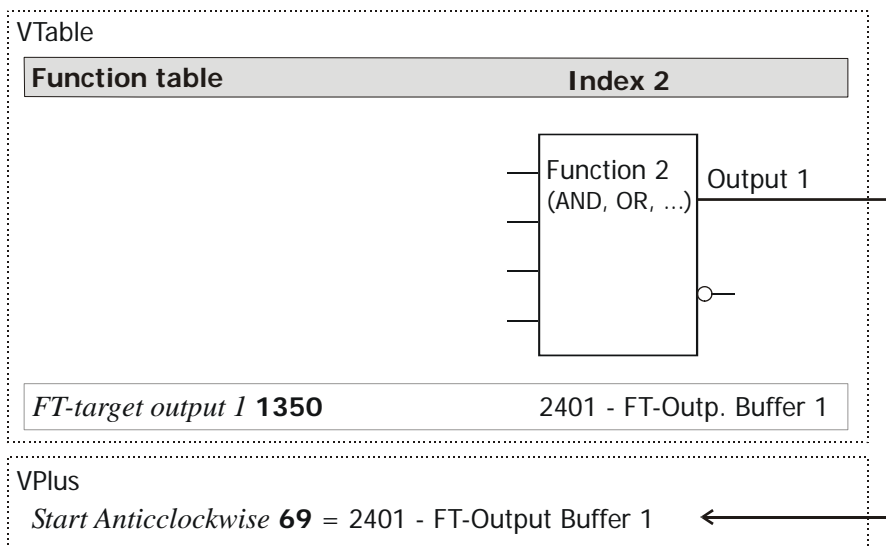 VTable
Function table Index 2
Function 2
(AND, OR, ...)
Output 1
FT-target output 1 1350 2401 - FT-Outp. Buffer 1
VPlus
Start Anticclockwise 69 = 2401 - FT-Output Buffer 1